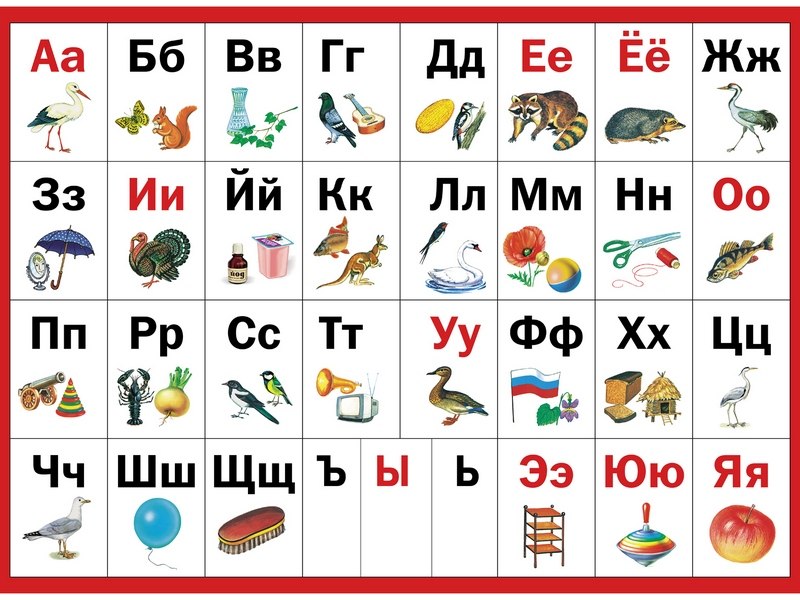 Аа Бб Вв Гг Дд Ее Ёё Жж
Зз Ии Йй Кк Лл Мм Нн Оо
йод
Пп Рр Сс Тт Уу Фф Хх Цц
Чч Шш Щщ Ъ Ы Ь Ээ Юю Яя